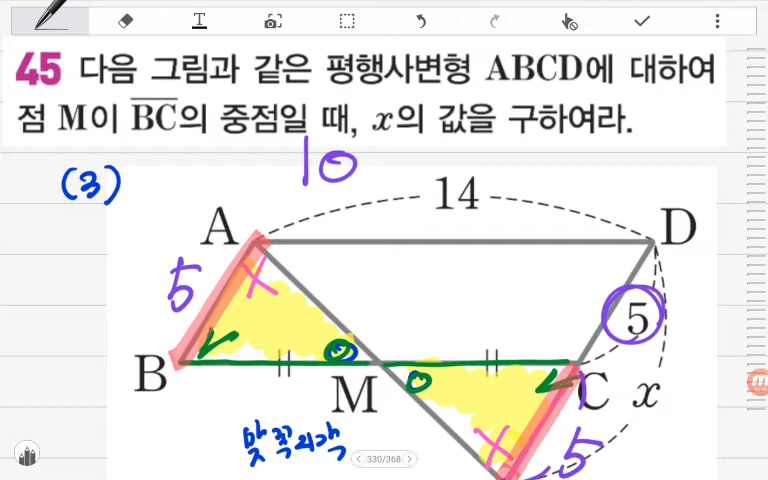 T
45 다음 그림과 같은 평행사변형 ABCD에 대하여
점 M이 BC의 중점일 때, x의 값을 구하여라.
10
(3)
14
A
D
5
5
B
M
C
x
맞꼭지각
5
330/368